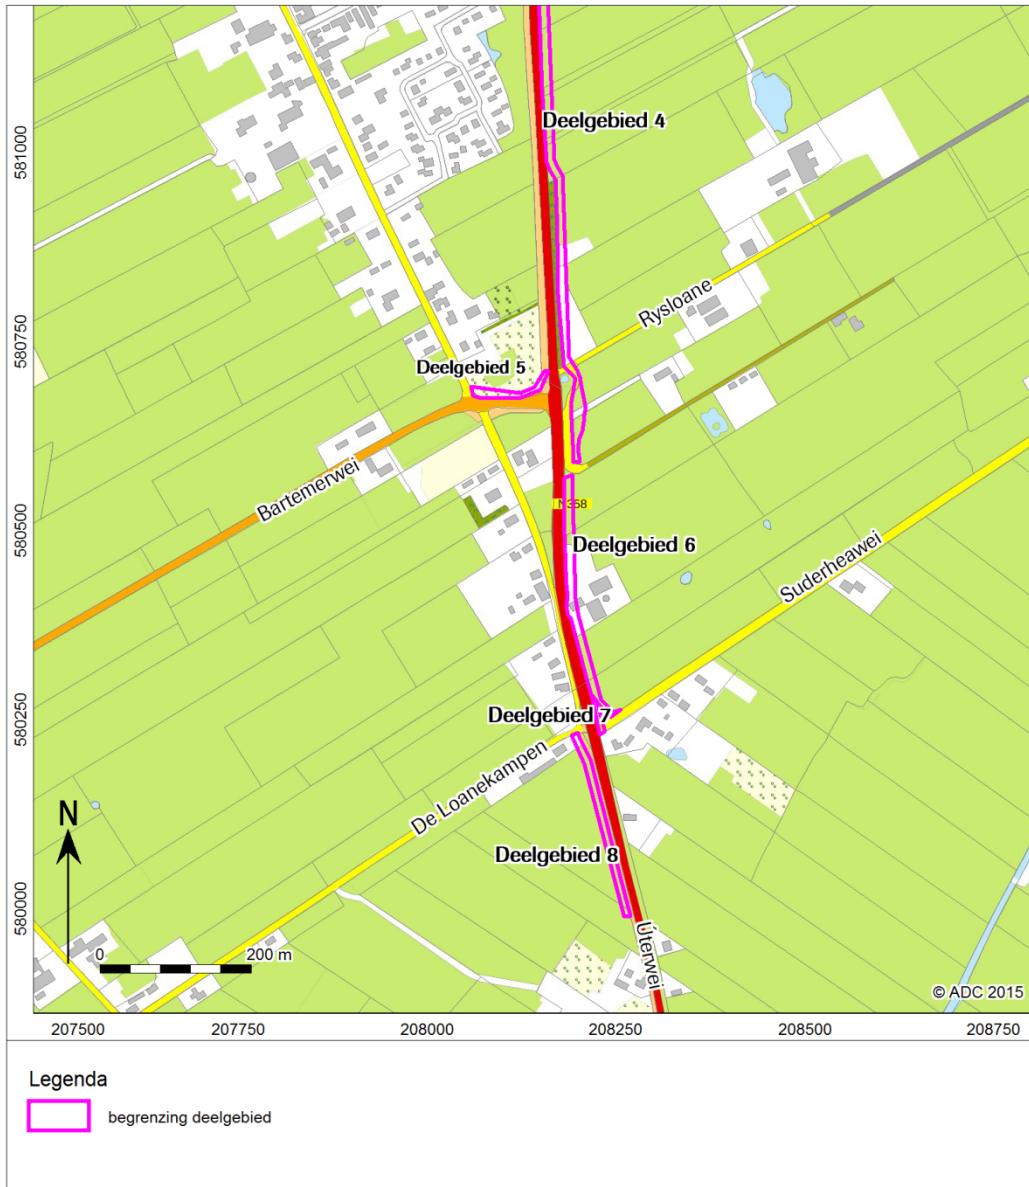 Deelgebied 4
581000
Rysloane
580750
Deelgebied 5
Bartemerwei
580500
N358
Deelgebied 6
Suderheawei
580250
Deelgebied 7
De Loanekampen
N
Deelgebied 8
580000
0 200 m
Uterwei
© ADC 2015
207500 207750 208000 208250 208500 208750
Legenda
begrenzing deelgebied